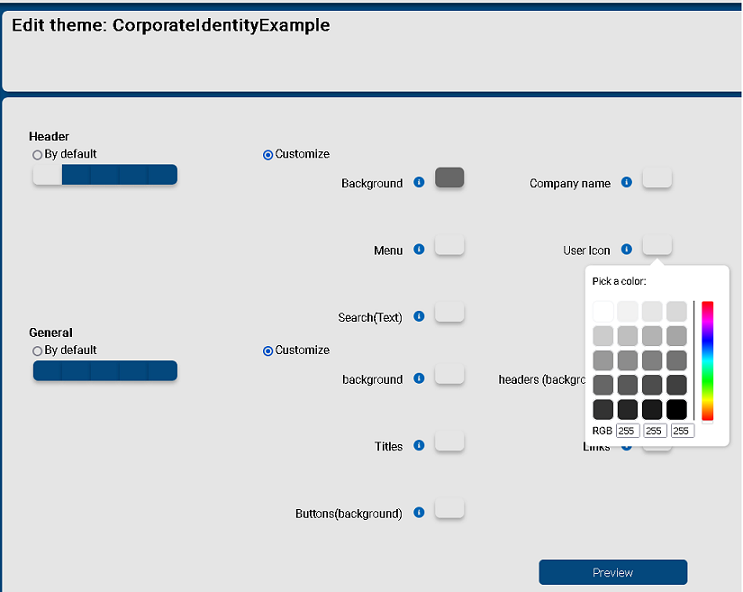 Edit theme: CorporateIdentityExample
Header
By default
Customize
Background
Company name
Menu
User Icon
Pick a color:
Search(Text)
General
By default
Customize
background
headers (backgro
RGB 255 255 255
Titles
Links
Buttons(background)
Preview